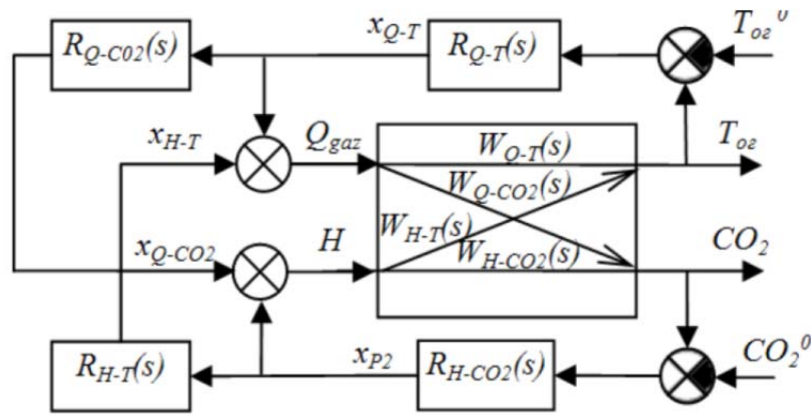 R_{Q-C02}(s)
x_{Q-T}
R_{Q-T}(s)
T_{ог}^0
x_{H-T}
Q_{gaz}
W_{Q-T}(s)
T_{ог}
W_{Q-CO2}(s)
W_{H-T}(s)
x_{Q-CO2}
H
W_{H-CO2}(s)
CO_2
R_{H-T}(s)
x_{P2}
R_{H-CO2}(s)
CO_2^0